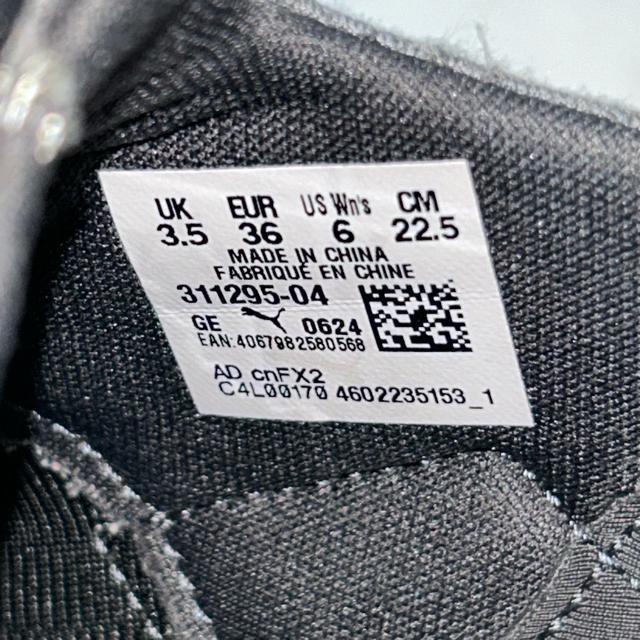 UK EUR US Wn's CM
3.5 36 6 22.5
MADE IN CHINA
FABRIQUÉ EN CHINE
311295-04
GE 0624
EAN:4067982580568
AD cnFX2
C4L00170 4602235153_1